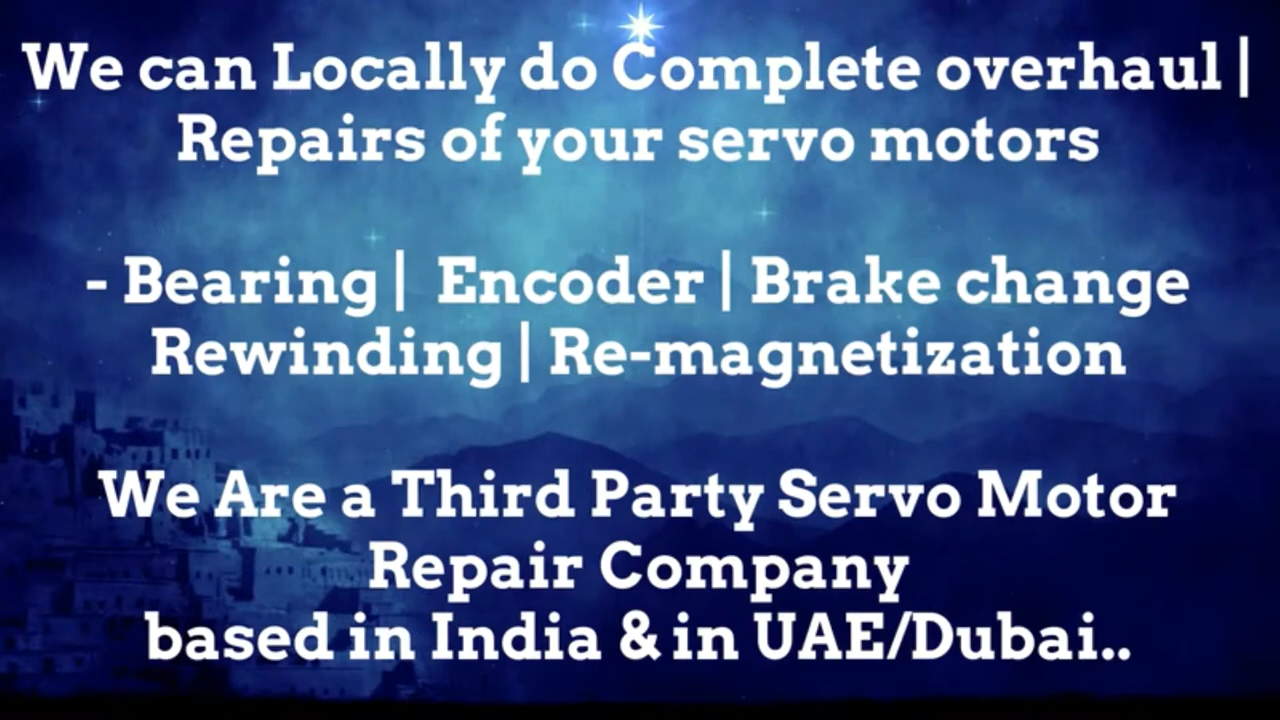 We can Locally do Complete overhaul |
Repairs of your servo motors
- Bearing | Encoder | Brake change
Rewinding | Re-magnetization
We Are a Third Party Servo Motor
Repair Company
based in India & in UAE/Dubai..